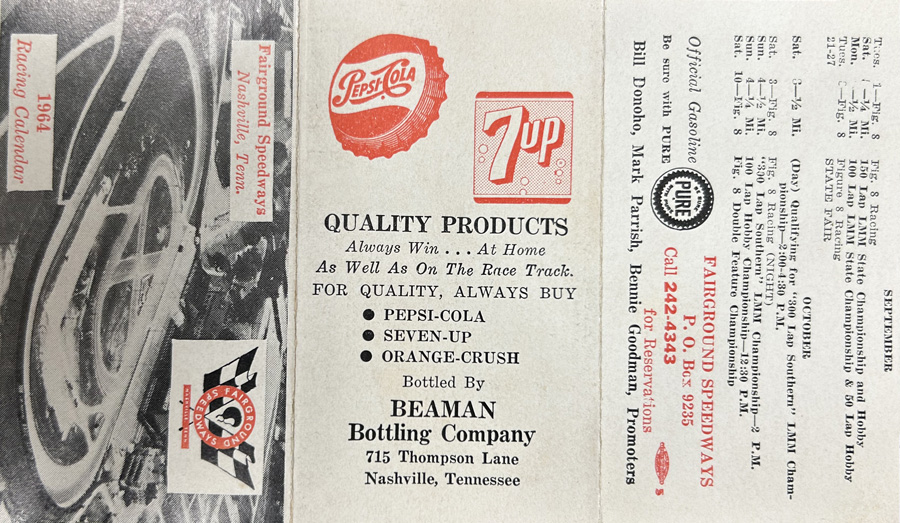 Fairground Speedways
Nashville, Tenn.
1964
Racing Calendar
FAIRGROUND
SPEEDWAYS
NASHVILLE, TENN.
PEPSI-COLA
7up
QUALITY PRODUCTS
Always Win . . . At Home
As Well As On The Race Track.
FOR QUALITY, ALWAYS BUY
● PEPSI-COLA
● SEVEN-UP
● ORANGE-CRUSH
Bottled By
BEAMAN
Bottling Company
715 Thompson Lane
Nashville, Tennessee
SEPTEMBER
Tues. 1—Fig. 8 Fig. 8 Racing
Sat. ¼ Mi. 150 Lap LMM State Championship and Hobby
Mon. ½ Mi. 100 Lap LMM State Championship & 50 Lap Hobby
Tues. Fig. 8 Figure 8 Racing
21-27 STATE FAIR
OCTOBER
Sat. 3—½ Mi. (Day) Qualifying for "300 Lap Southern" LMM Cham-
pionship—2:00-4:30 P.M.
Sat. 3—Fig. 8 Fig. 8 Racing (NIGHT)
Sun. 4—½ Mi. "300 Lap Southern" LMM Championship—2 P.M.
Sun. 4—¼ Mi. 100 Lap Hobby Championship—12:30 P.M.
Sat. 10—Fig. 8 Fig. 8 Double Feature Championship
FAIRGROUND SPEEDWAYS
P. O. Box 9235
Official Gasoline
Be sure with PURE
PURE
Call 242-4343
for Reservations
5
Bill Donoho, Mark Parrish, Bennie Goodman, Promoters